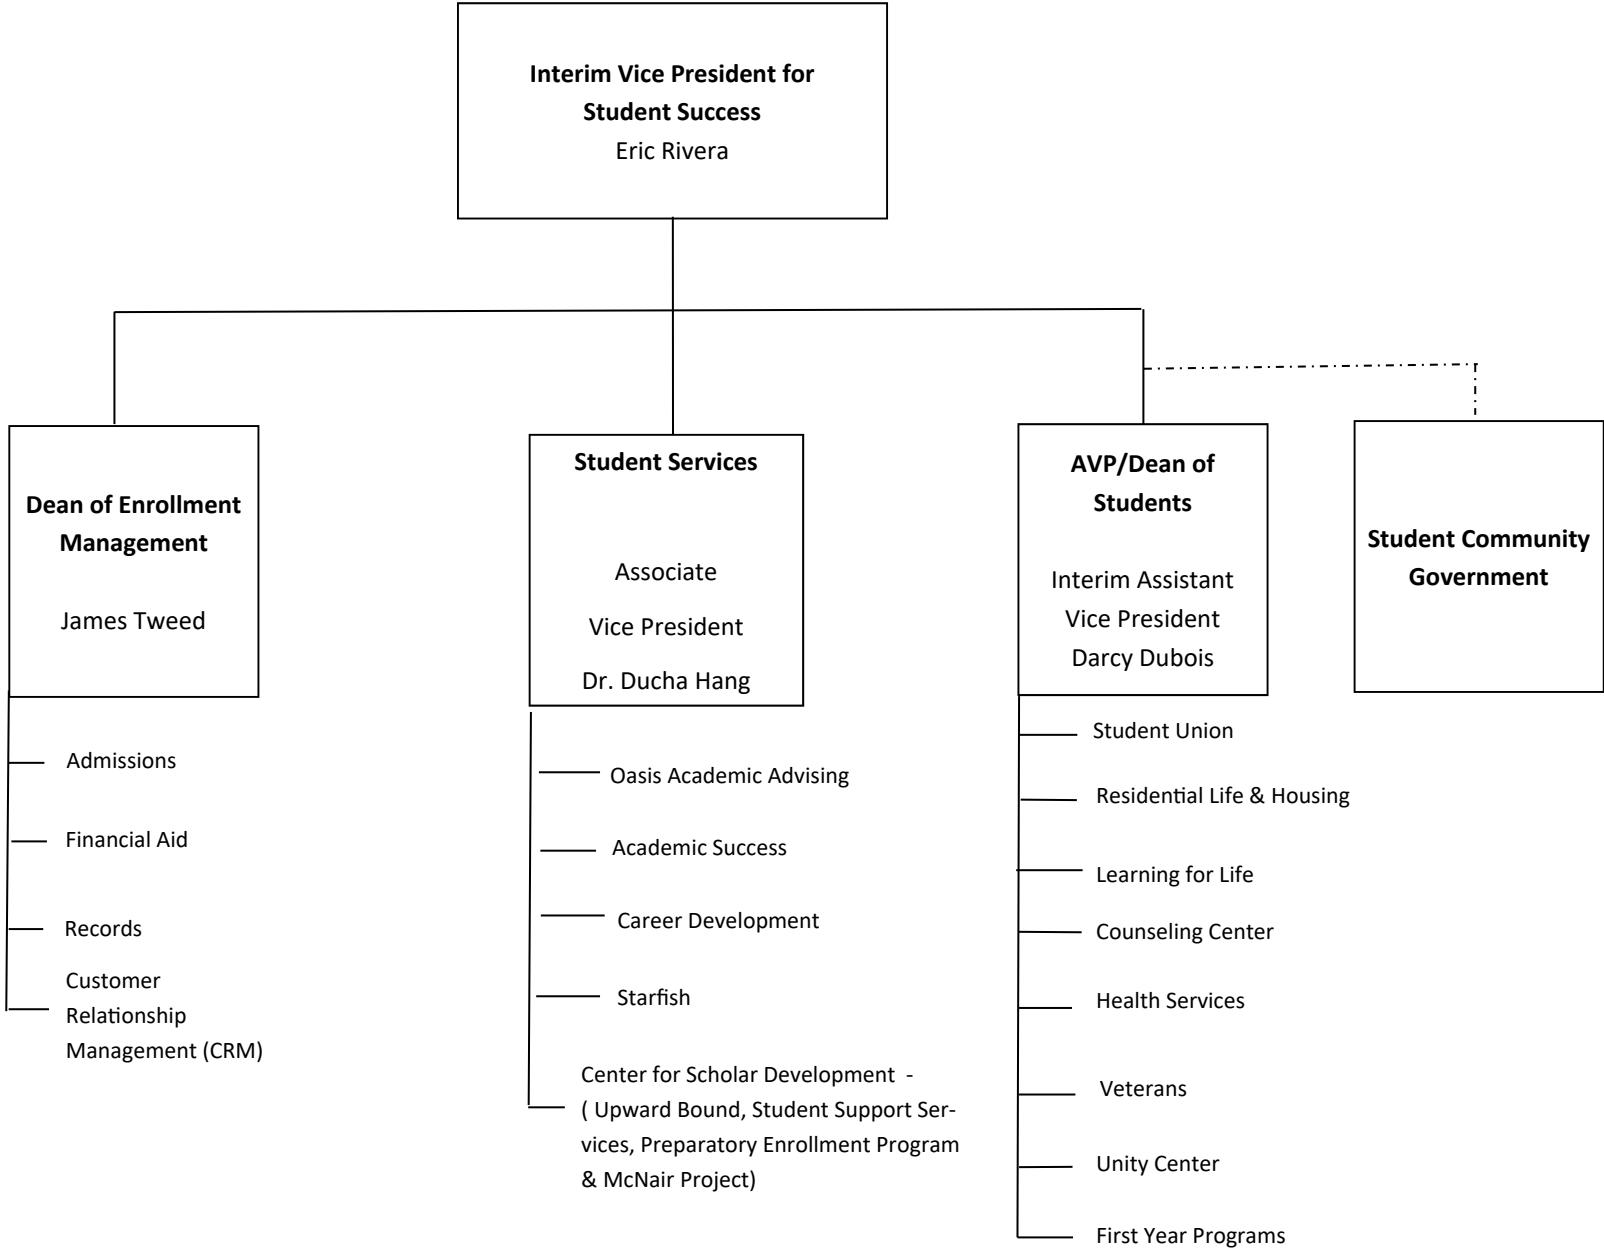 Interim Vice President for
Student Success
Eric Rivera
Dean of Enrollment
Management
James Tweed
Admissions
Financial Aid
Records
Customer
Relationship
Management (CRM)
Student Services
Associate
Vice President
Dr. Ducha Hang
Oasis Academic Advising
Academic Success
Career Development
Starfish
Center for Scholar Development -
( Upward Bound, Student Support Ser-
vices, Preparatory Enrollment Program
& McNair Project)
AVP/Dean of
Students
Interim Assistant
Vice President
Darcy Dubois
Student Union
Residential Life & Housing
Learning for Life
Counseling Center
Health Services
Veterans
Unity Center
First Year Programs
Student Community
Government